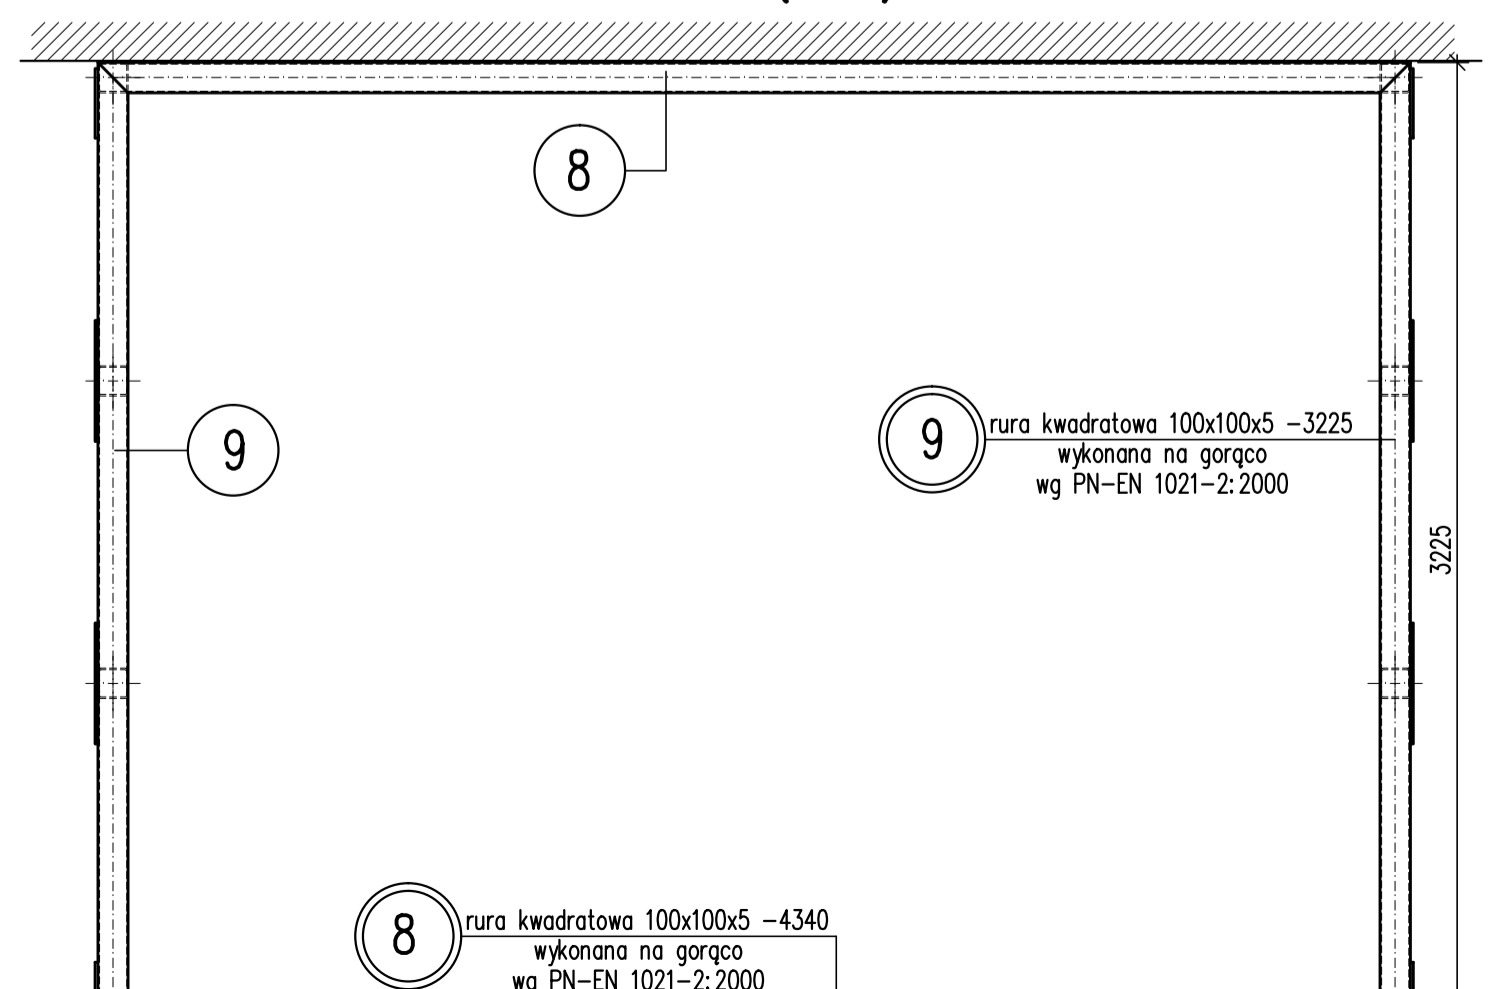 8
9
9
rura kwadratowa 100x100x5 -3225
wykonana na gorąco
wg PN-EN 1021-2:2000
3225
8
rura kwadratowa 100x100x5 -4340
wykonana na gorąco
wg PN-EN 1021-2:2000